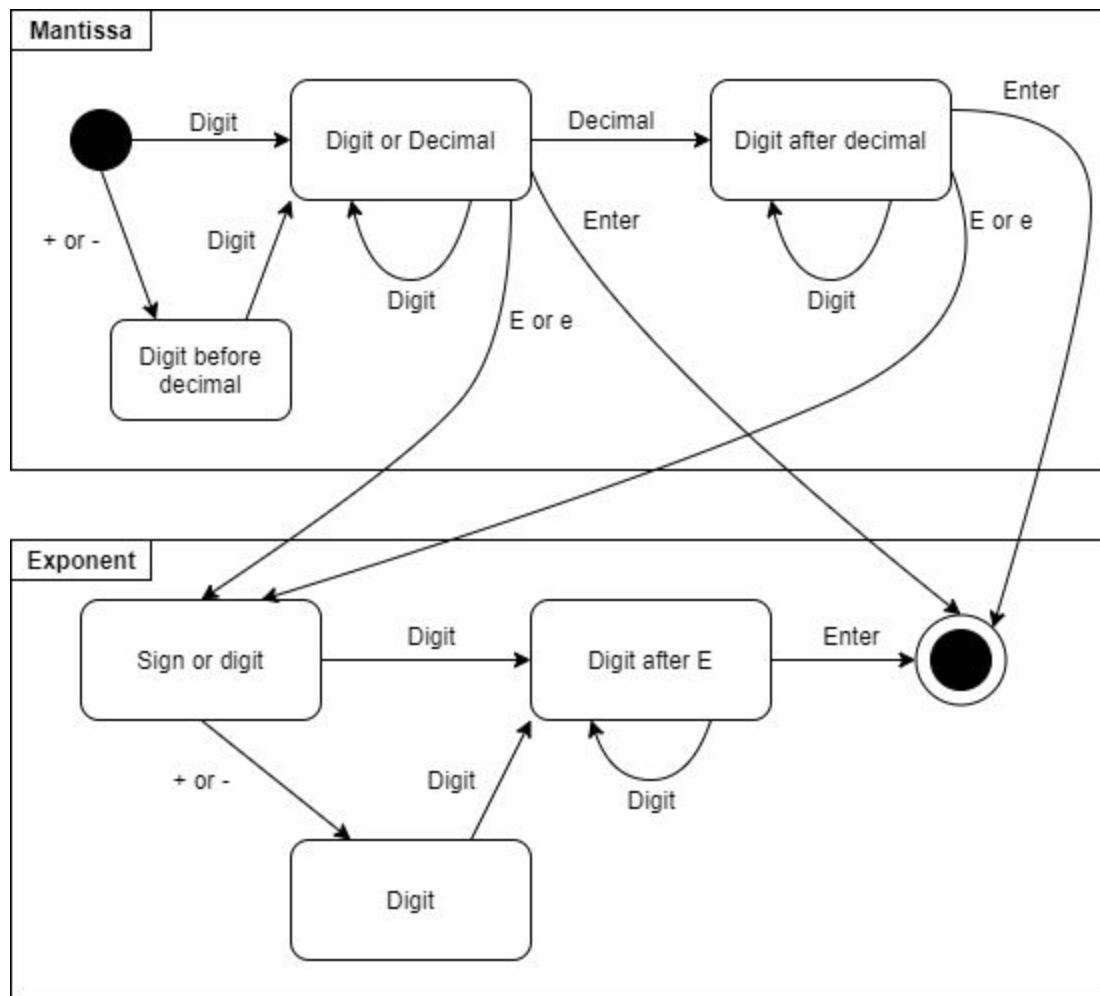 Mantissa
Enter
Digit
Digit or Decimal
Decimal
Digit after decimal
+ or -
Digit
Enter
E or e
Digit
Digit
E or e
Digit before
decimal
Exponent
Sign or digit
Digit
Digit after E
Enter
+ or -
Digit
Digit
Digit